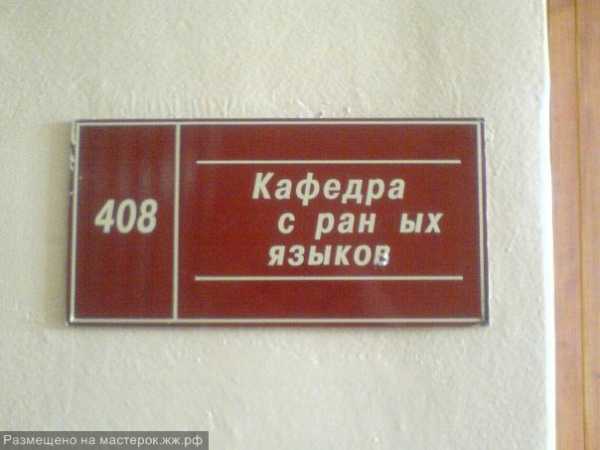 408
Кафедра
с ран ых
языков
Размещено на мастерок.жж.рф